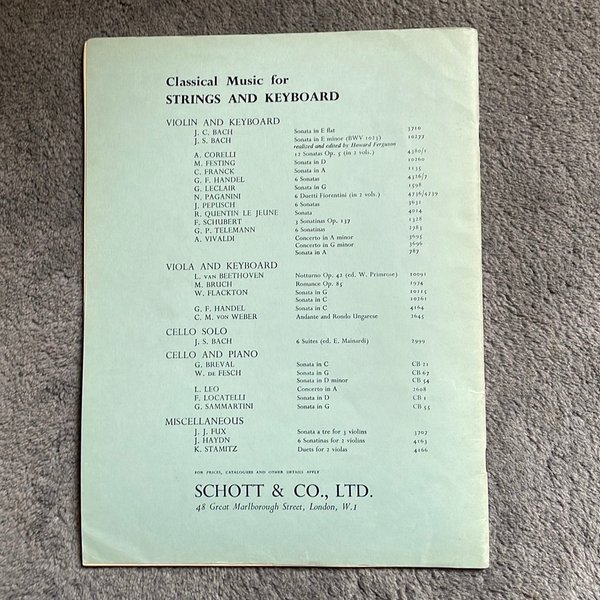 Classical Music for
STRINGS AND KEYBOARD
VIOLIN AND KEYBOARD
J. C. BACH Sonata in E flat 3710
J. S. BACH Sonata in E minor (BWV 1023) 10272
realized and edited by Howard Ferguson
A. CORELLI 12 Sonatas Op. 5 (in 2 vols.) 4380/1
M. FESTING Sonata in D 10260
C. FRANCK Sonata in A 1135
G. F. HANDEL 6 Sonatas 4326/7
G. LECLAIR Sonata in G 1598
N. PAGANINI 6 Duetti Fiorentini (in 2 vols.) 4736/4739
J. PEPUSCH 6 Sonatas 3631
R. QUENTIN LE JEUNE Sonata 4014
F. SCHUBERT 3 Sonatinas Op. 137 1328
G. P. TELEMANN 6 Sonatinas 2783
A. VIVALDI Concerto in A minor 3695
Concerto in G minor 3696
Sonata in A 787
VIOLA AND KEYBOARD
L. VAN BEETHOVEN Notturno Op. 42 (ed. W. Primrose) 10091
M. BRUCH Romance Op. 85 1974
W. FLACKTON Sonata in G 10215
Sonata in C 10261
G. F. HANDEL Sonata in C 4164
C. M. VON WEBER Andante and Rondo Ungarese 2645
CELLO SOLO
J. S. BACH 6 Suites (ed. E. Mainardi) 2999
CELLO AND PIANO
G. BREVAL Sonata in C CB 21
W. DE FESCH Sonata in G CB 67
Sonata in D minor CB 54
L. LEO Concerto in A 2608
F. LOCATELLI Sonata in D CB 1
G. SAMMARTINI Sonata in G CB 55
MISCELLANEOUS
J. J. FUX Sonata a tre for 3 violins 3707
J. HAYDN 6 Sonatinas for 2 violins 4163
K. STAMITZ Duets for 2 violas 4166
FOR PRICES, CATALOGUES AND OTHER DETAILS APPLY
SCHOTT & CO., LTD.
48 Great Marlborough Street, London, W.1